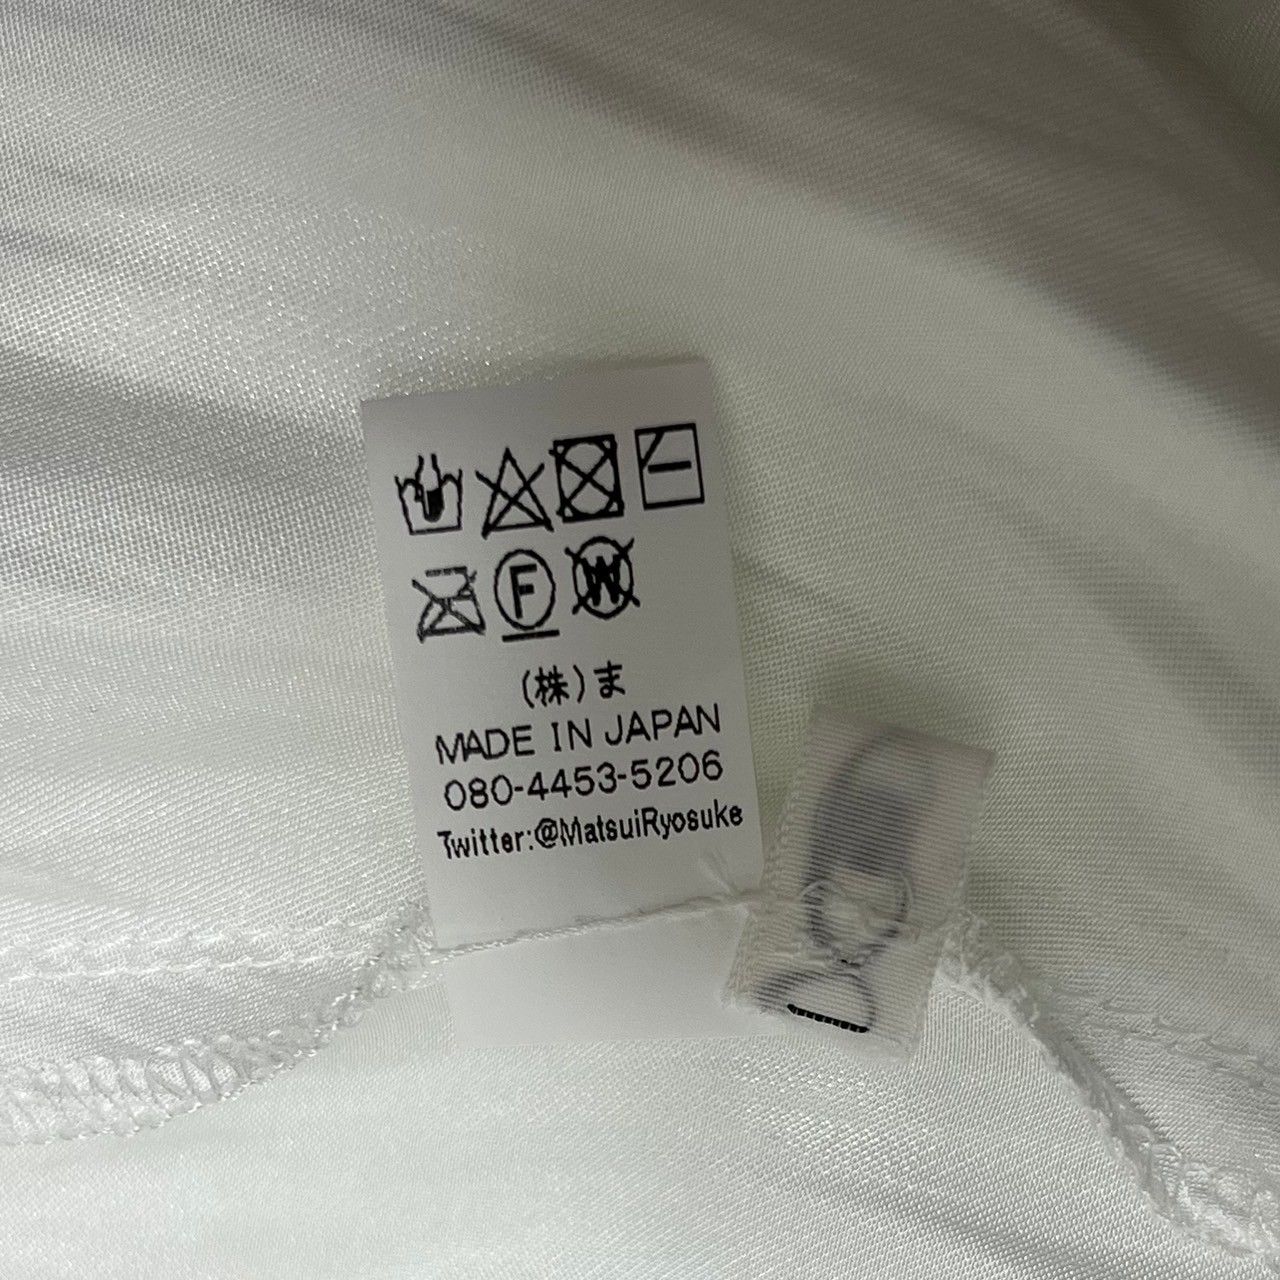 F W
(株)ま
MADE IN JAPAN
080-4453-5206
Twitter:@MatsuiRyosuke